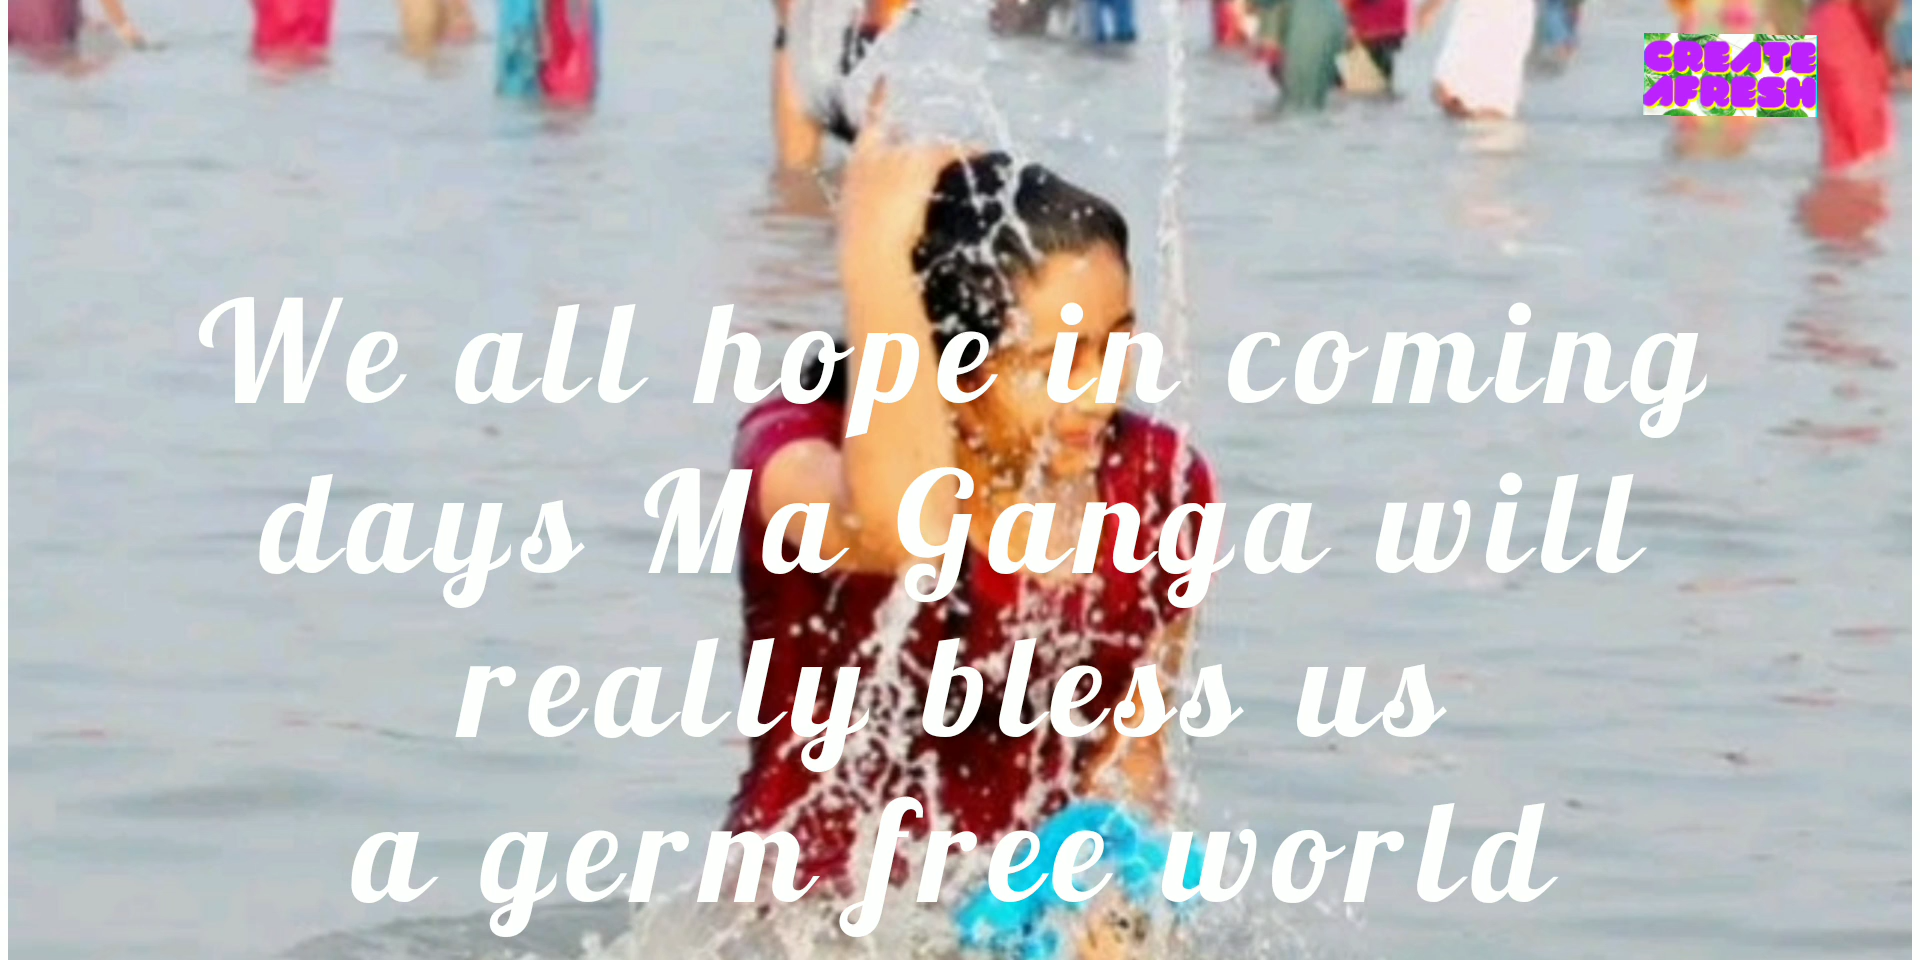 CREATE
AFRESH
We all hope in coming
days Ma Ganga will
really bless us
a germ free world